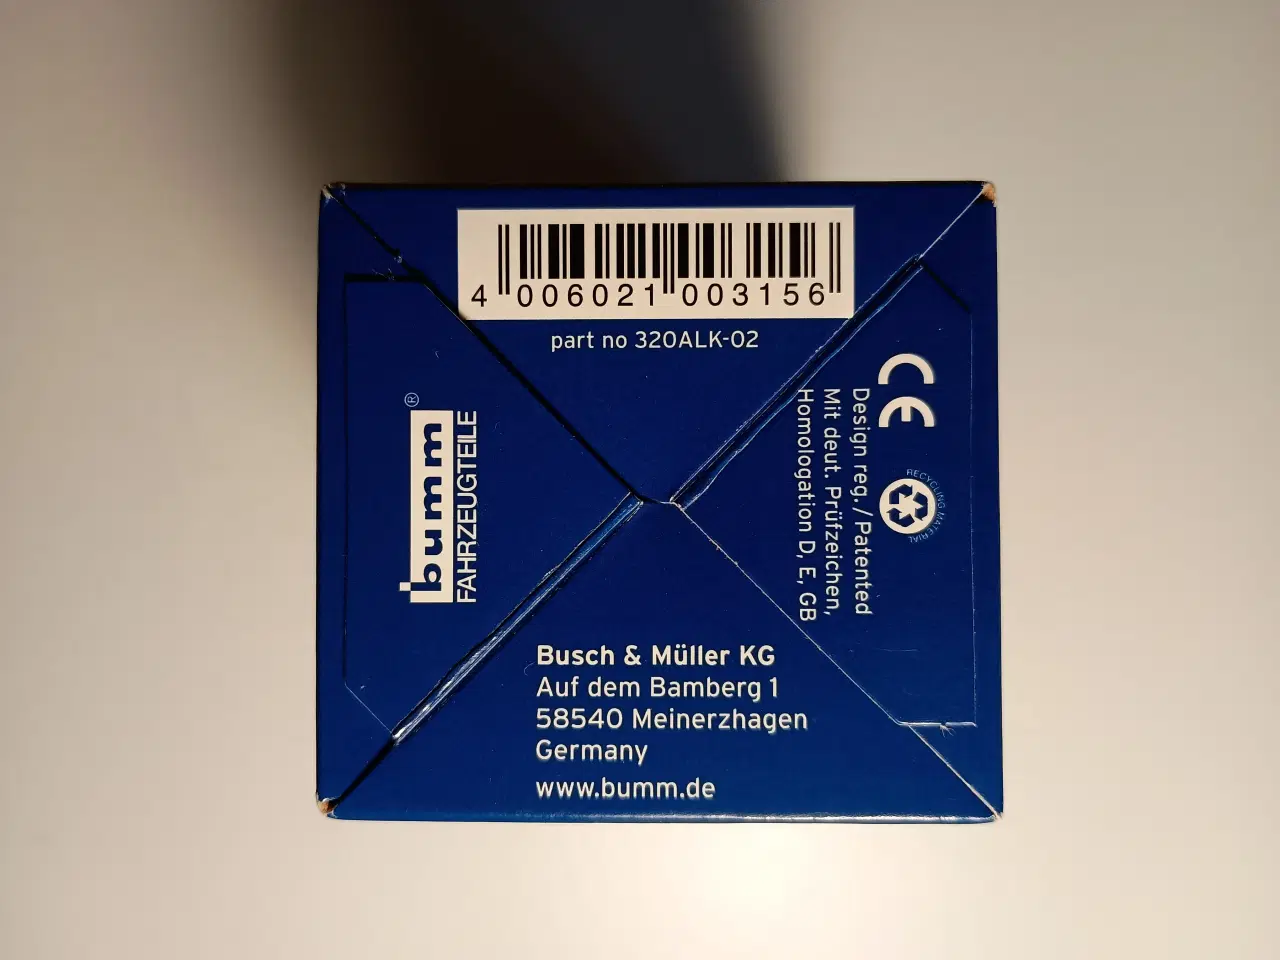 4 006021 003156
part no 320ALK-02
bumm®
FAHRZEUGTEILE
CE
RECYCLING MATERIAL
Design reg./Patented
Mit deut. Prüfzeichen,
Homologation D, E, GB
Busch & Müller KG
Auf dem Bamberg 1
58540 Meinerzhagen
Germany
www.bumm.de